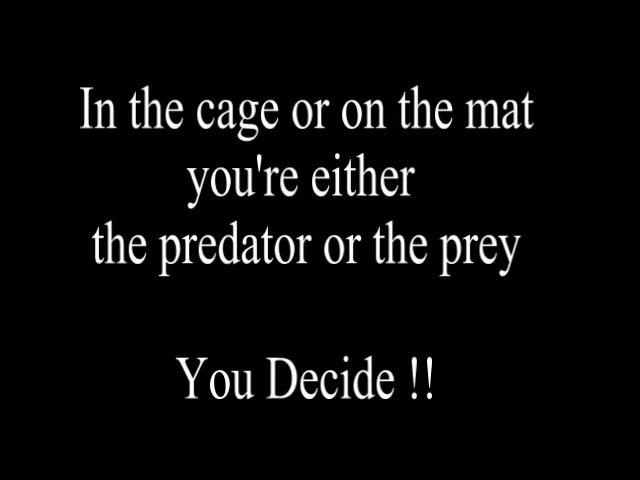 In the cage or on the mat
you're either
the predator or the prey
You Decide !!